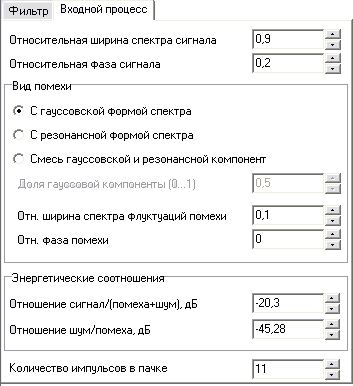 Фильтр Входной процесс
Относительная ширина спектра сигнала 0,9
Относительная фаза сигнала 0,2
Вид помехи
С гауссовской формой спектра
С резонансной формой спектра
Смесь гауссовской и резонансной компонент
Доля гауссовой компоненты (0...1) 0,5
Отн. ширина спектра флуктуаций помехи 0,1
Отн. фаза помехи 0
Энергетические соотношения
Отношение сигнал/(помеха+шум), дБ -20,3
Отношение шум/помеха, дБ -45,28
Количество импульсов в пачке 11